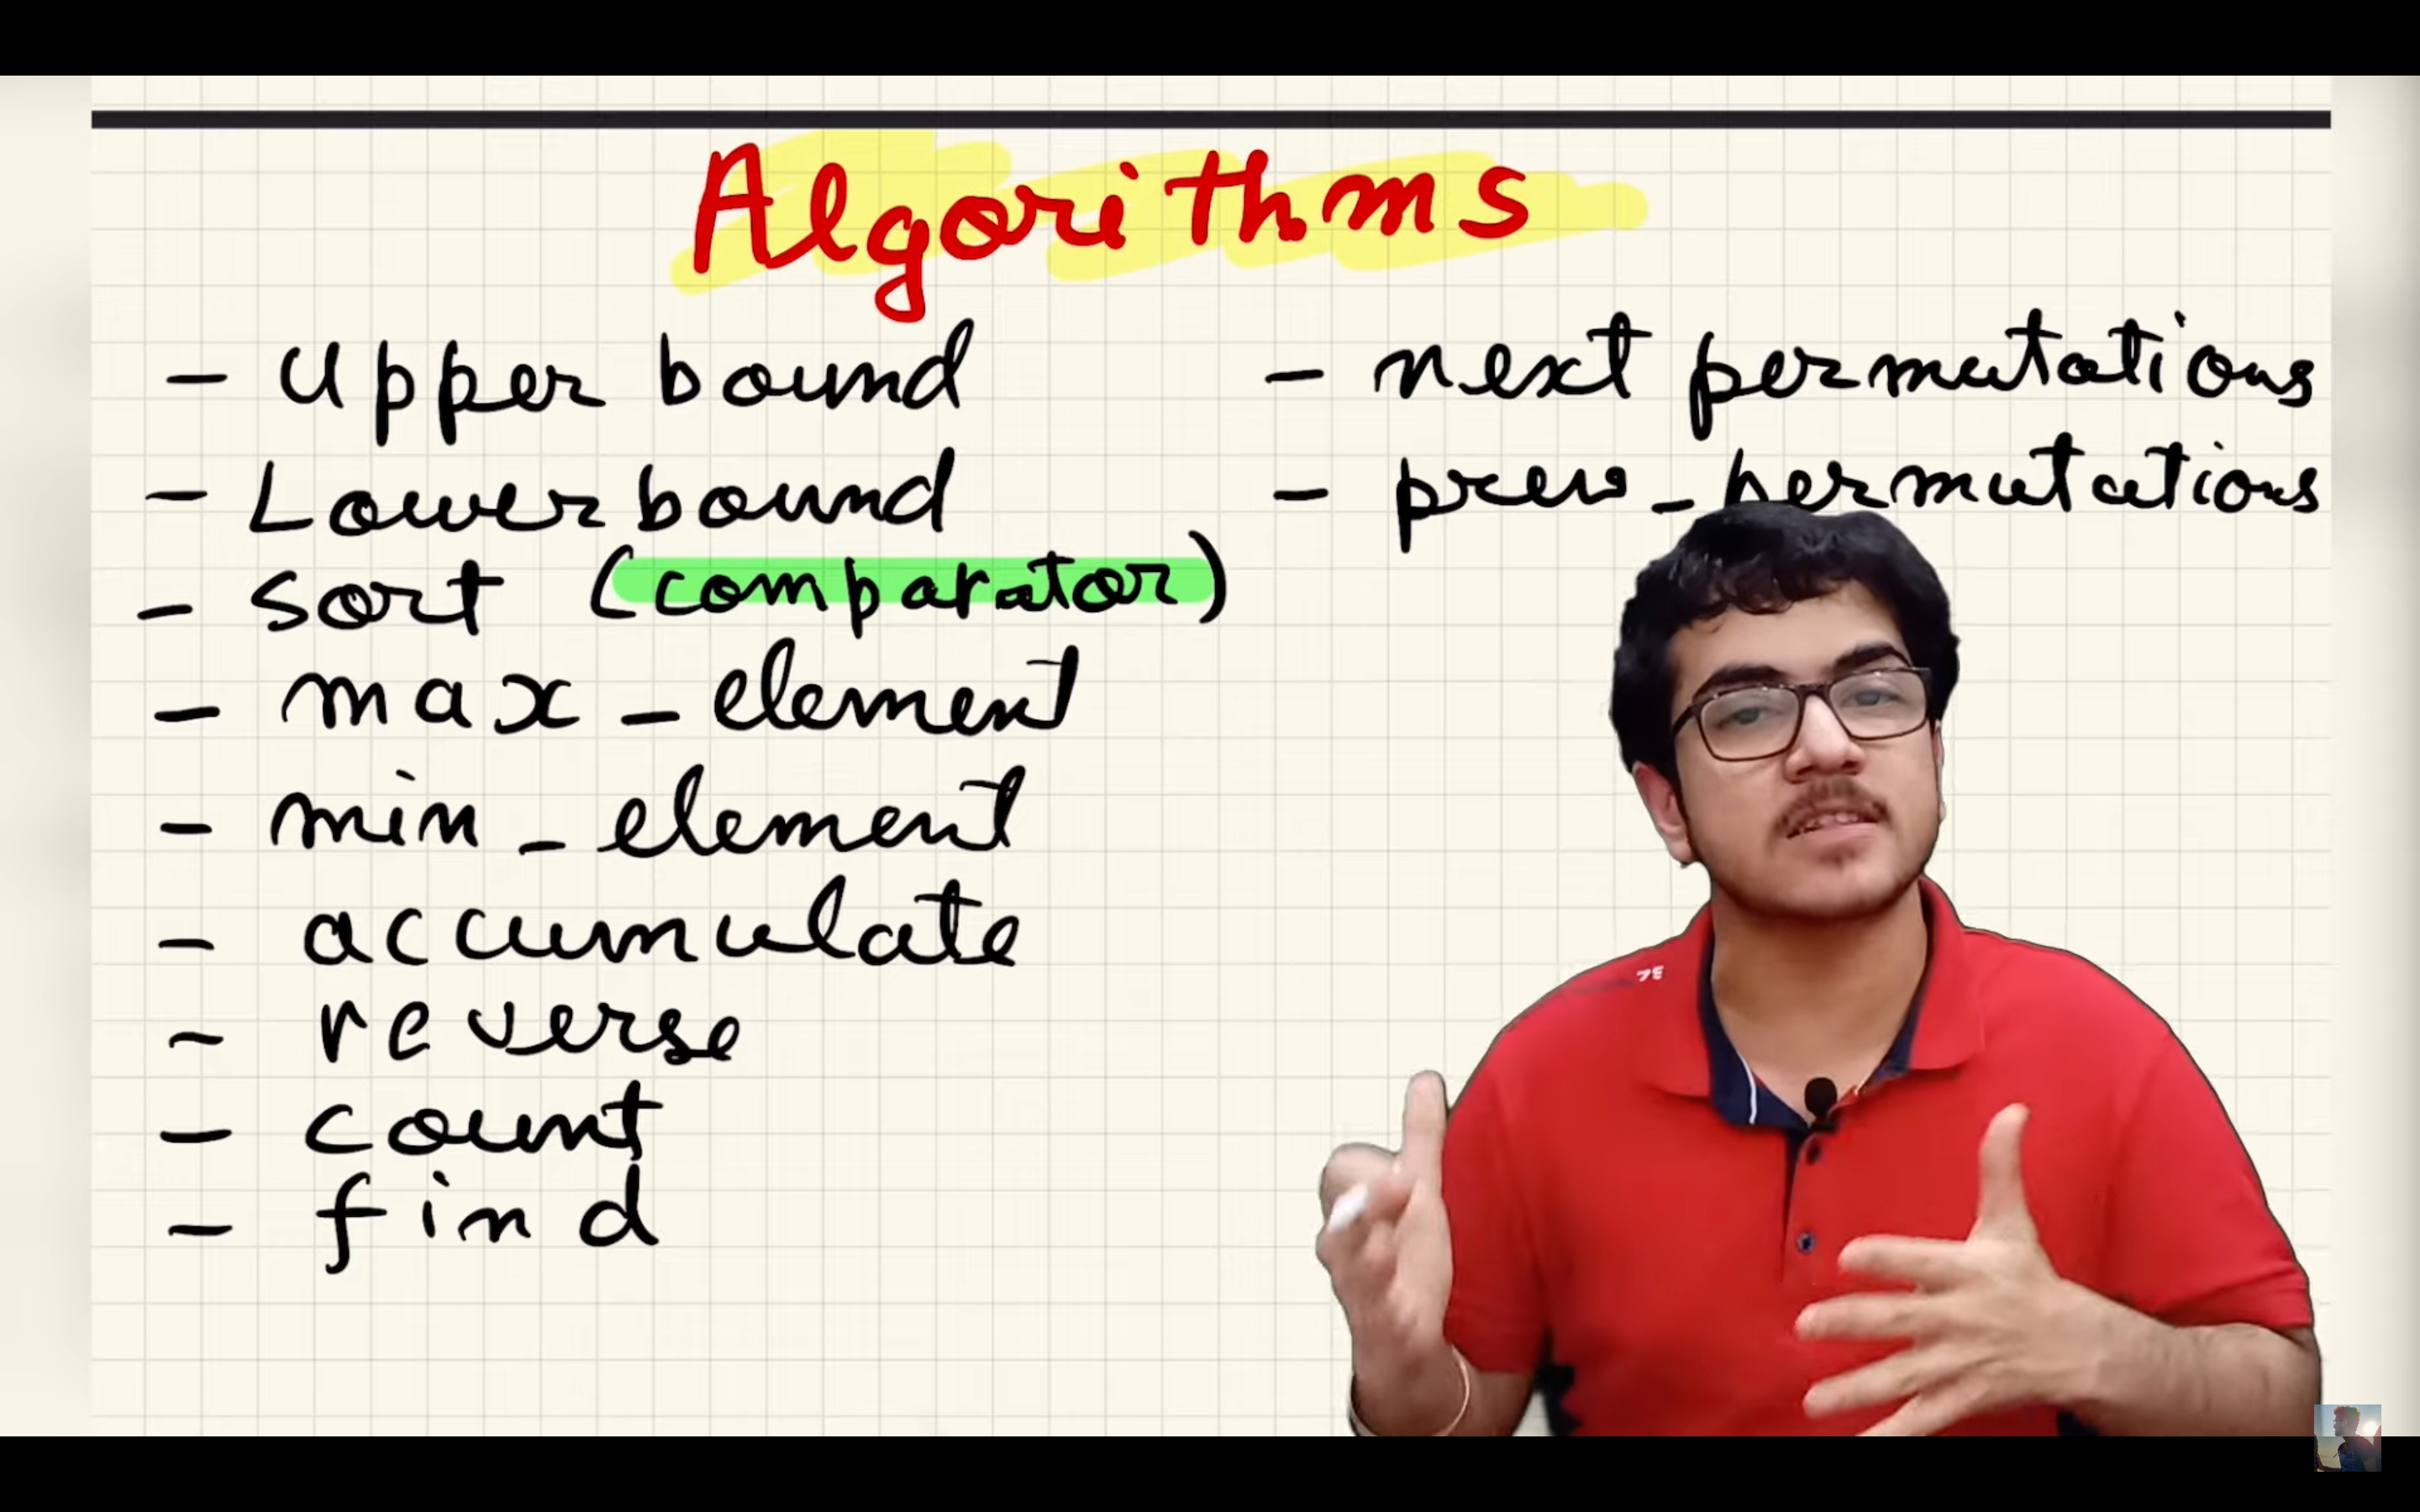 Algorithms
- Upper bound
- Lower bound
- Sort (comparator)
- max_element
- min_element
- accumulate
- reverse
- count
- find
- next permutations
- prev_permutations